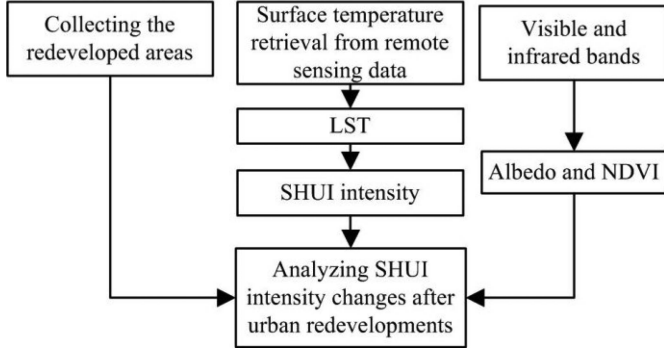 Collecting the
redeveloped areas
Surface temperature
retrieval from remote
sensing data
Visible and
infrared bands
LST
SHUI intensity
Albedo and NDVI
Analyzing SHUI
intensity changes after
urban redevelopments